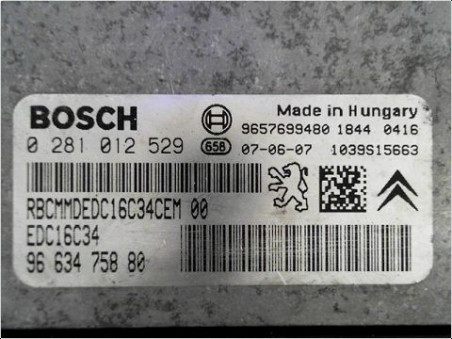 BOSCH
Made in Hungary
9657699480 1844 0416
0 281 012 529
658
07-06-07 1039S15663
RBCMMDEDC16C34CEM 00
EDC16C34
96 634 758 80